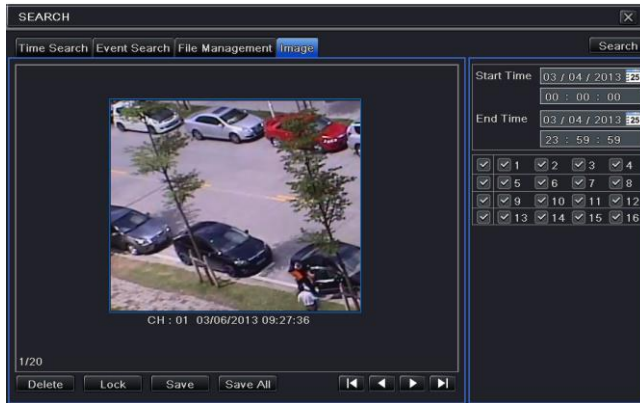 SEARCH
Time Search Event Search File Management Image
Search
Start Time 03 / 04 / 2013 25
00 : 00 : 00
End Time 03 / 04 / 2013 25
23 : 59 : 59
1 2 3 4
5 6 7 8
9 10 11 12
13 14 15 16
CH : 01 03/06/2013 09:27:36
1/20
Delete Lock Save Save All